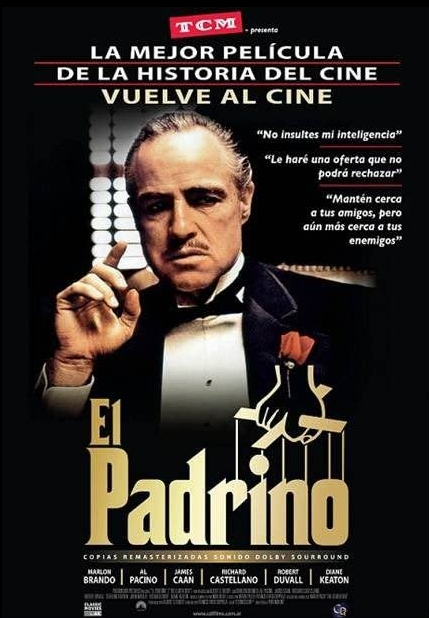 TCM
- presenta
LA MEJOR PELÍCULA
DE LA HISTORIA DEL CINE
VUELVE AL CINE
"No insultes mi inteligencia"
"Le haré una oferta que no
podrá rechazar"
"Mantén cerca
a tus amigos, pero
aún más cerca a tus
enemigos"
El
Padrino
COPIAS REMASTERIZADAS SONIDO DOLBY SOURROUND
MARLON BRANDO AL PACINO JAMES CAAN RICHARD CASTELLANO ROBERT DUVALL DIANE KEATON
CLASSIC
MOVIES